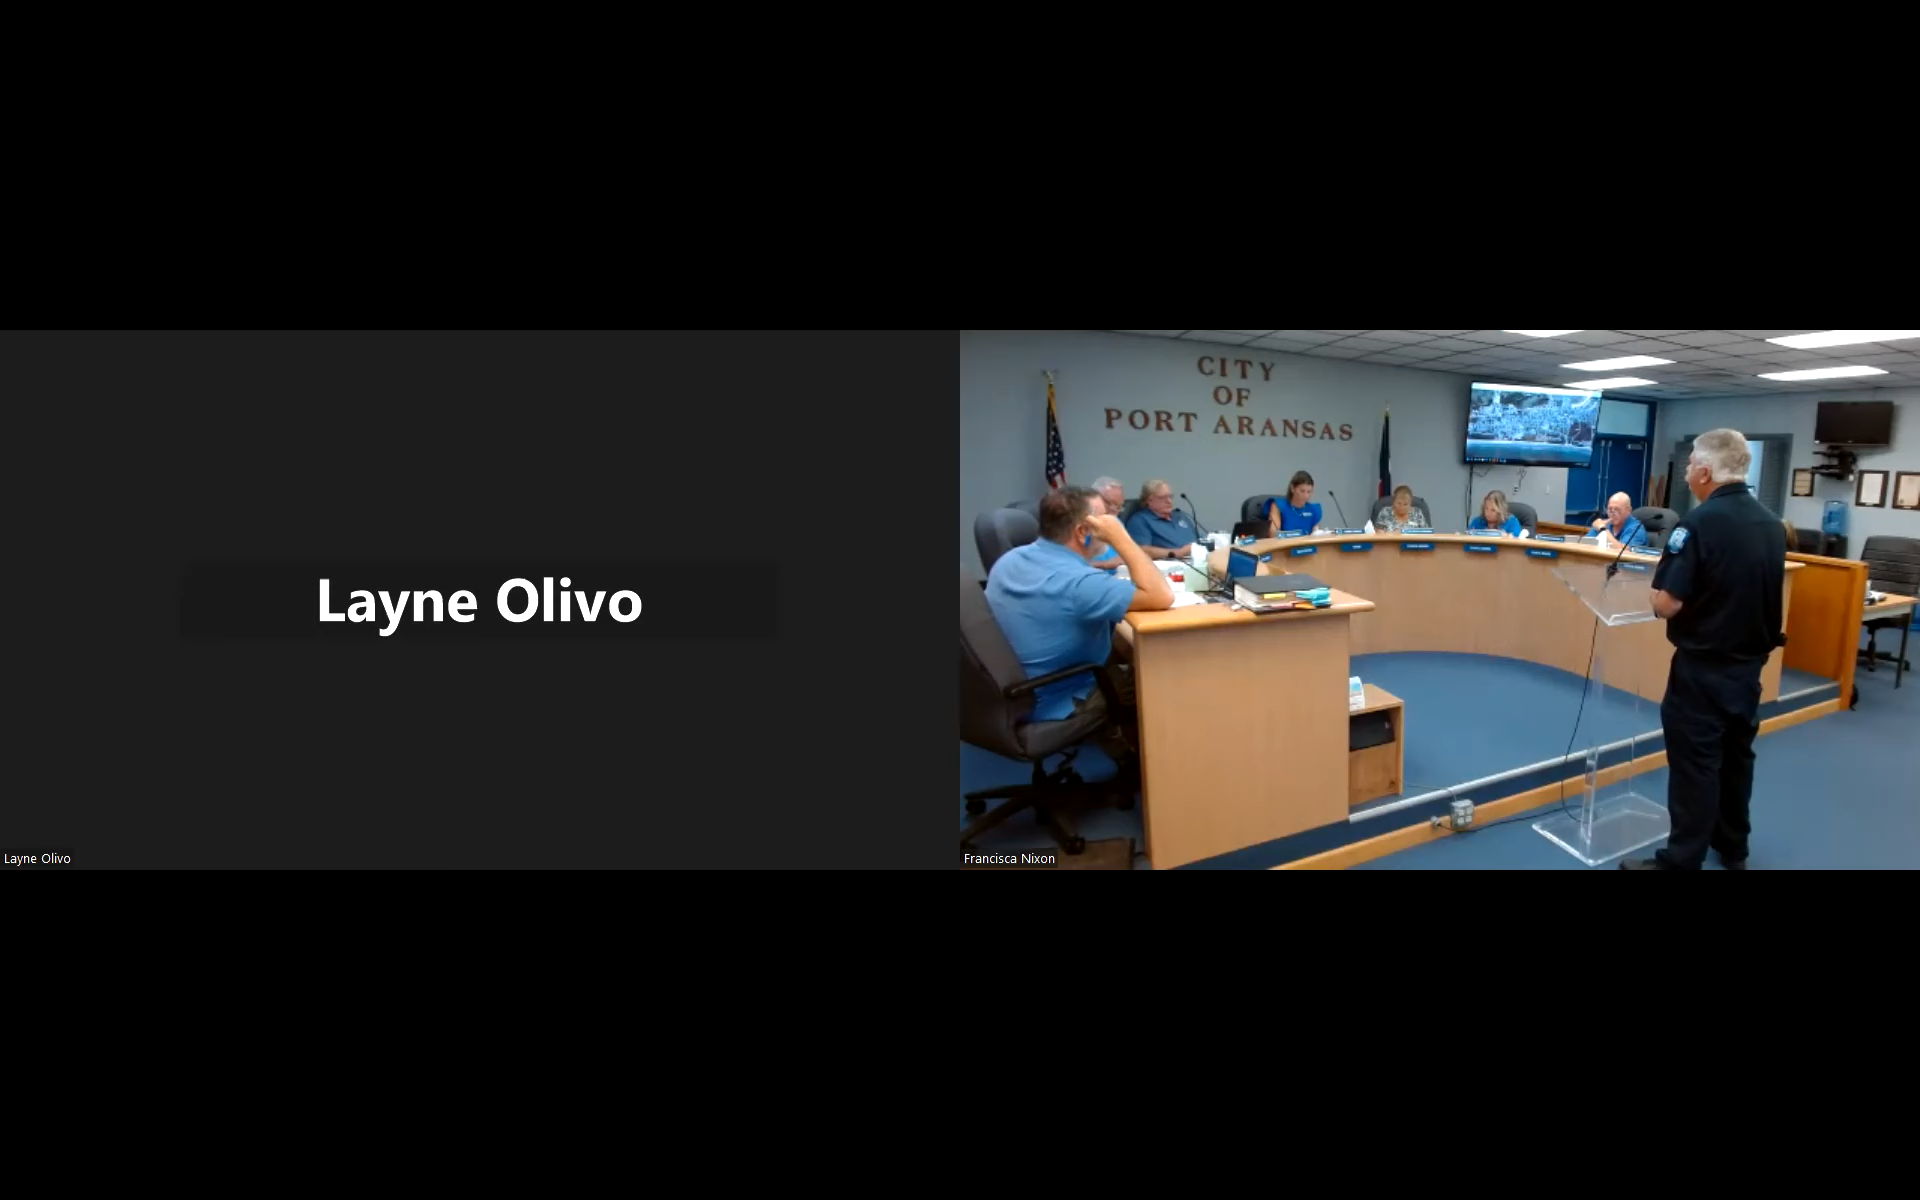 Layne Olivo
Layne Olivo
CITY
OF
PORT ARANSAS
Francisca Nixon